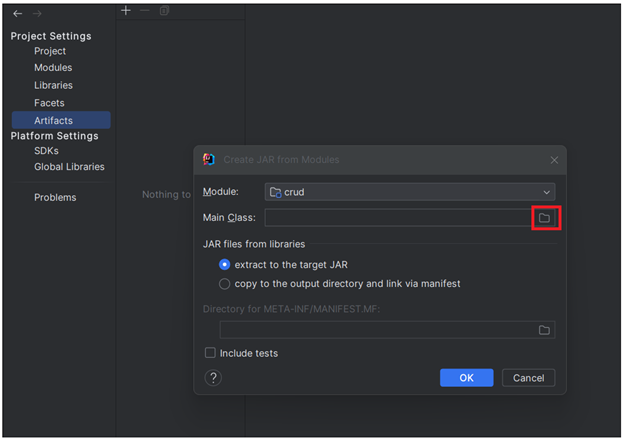 Project Settings
Project
Modules
Libraries
Facets
Artifacts
Platform Settings
SDKs
Global Libraries
Problems
Nothing to
Create JAR from Modules
Module: crud
Main Class:
JAR files from libraries
extract to the target JAR
copy to the output directory and link via manifest
Directory for META-INF/MANIFEST.MF:
Include tests
?
OK Cancel